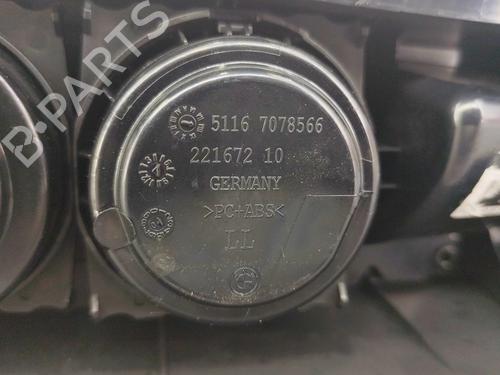 B-PARTS
5116 7078566
221672 10
GERMANY
>PC+ABS<
LL